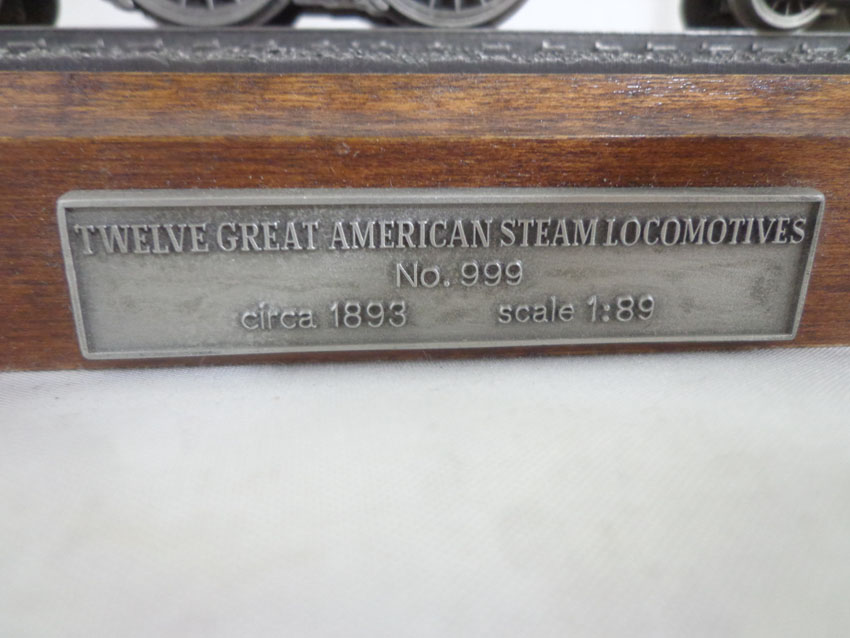 TWELVE GREAT AMERICAN STEAM LOCOMOTIVES
No. 999
circa 1893 scale 1:89